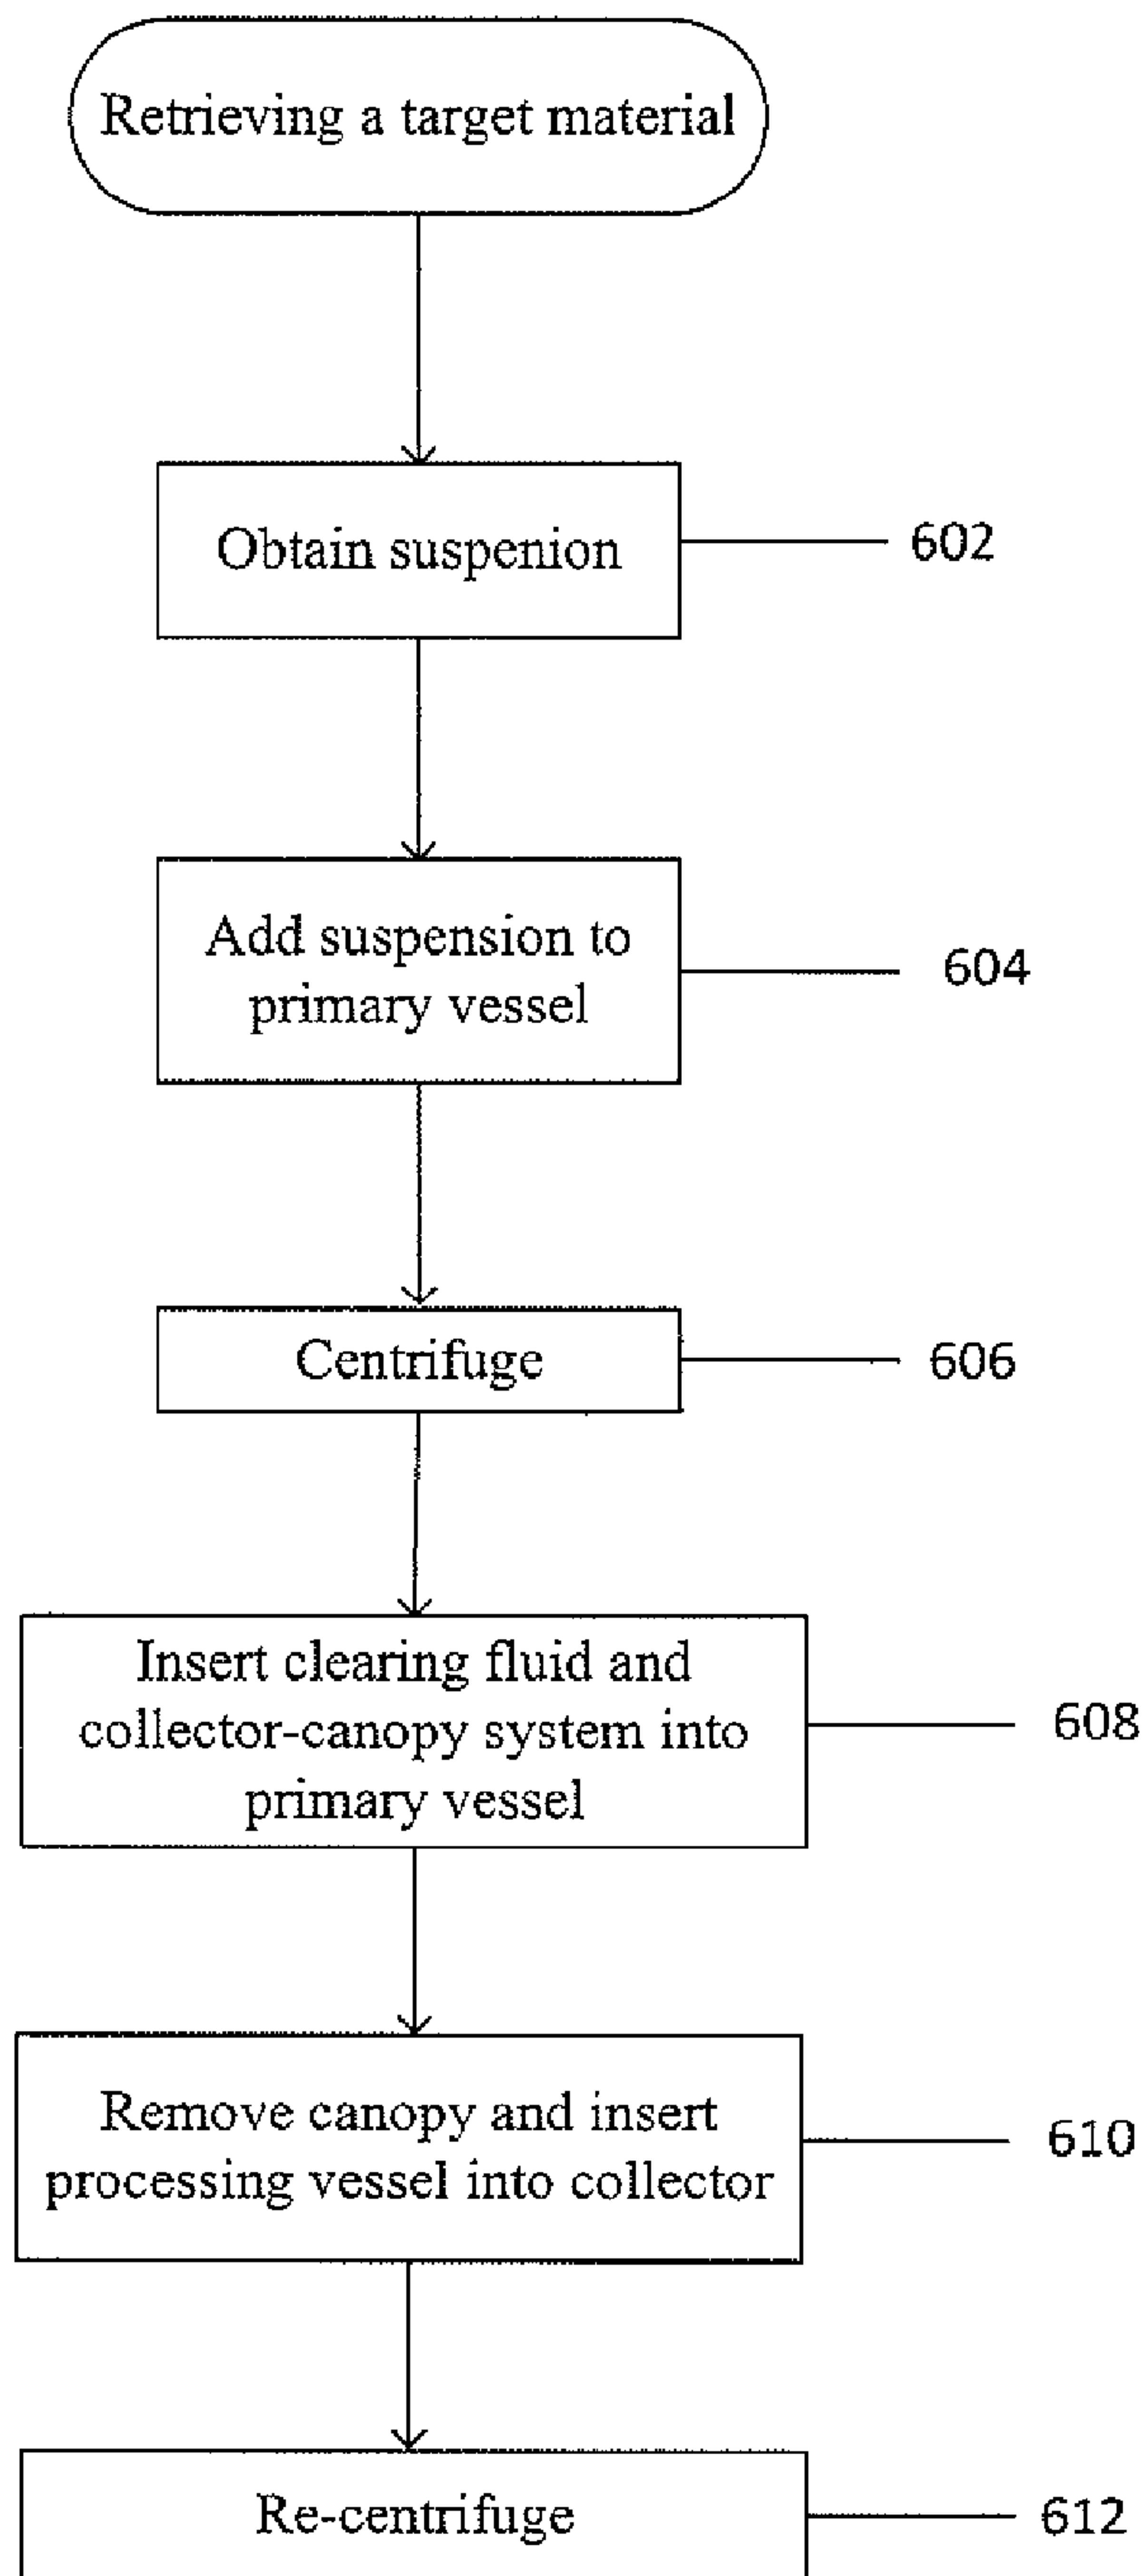 Retrieving a target material
Obtain suspenion
602
Add suspension to
primary vessel
604
Centrifuge
606
Insert clearing fluid and
collector-canopy system into
primary vessel
608
Remove canopy and insert
processing vessel into collector
610
Re-centrifuge
612